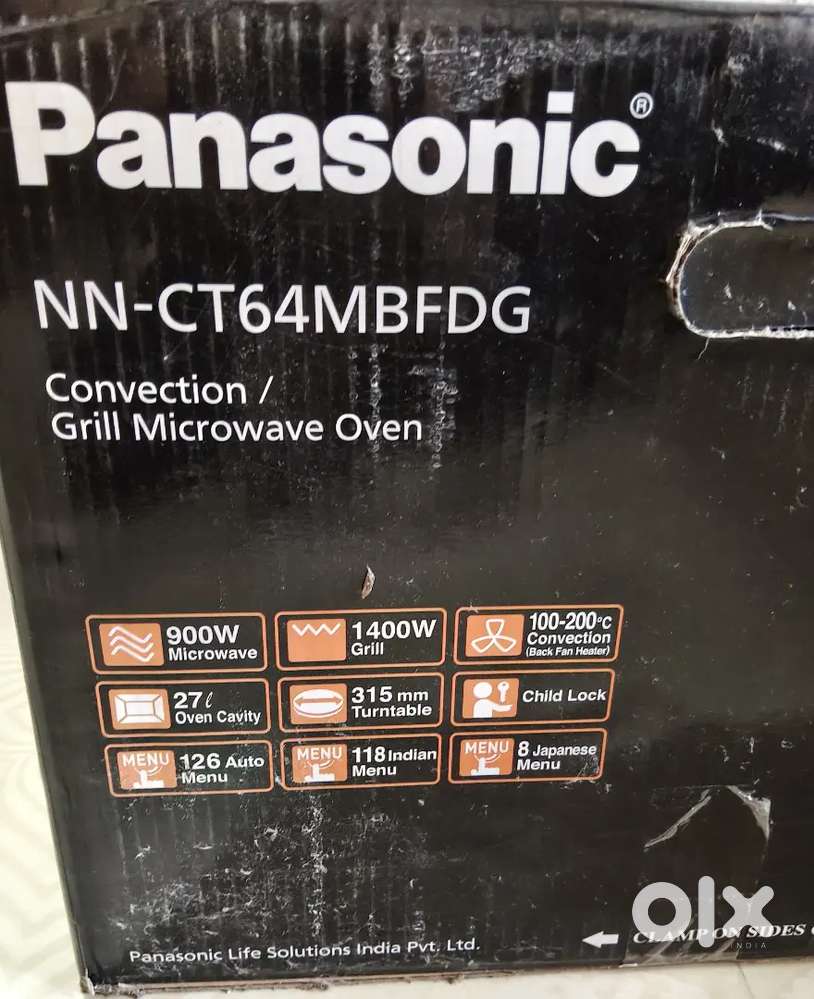 Panasonic®
NN-CT64MBFDG
Convection /
Grill Microwave Oven
900W
Microwave
1400W
Grill
100-200°C
Convection
(Back Fan Heater)
27ℓ
Oven Cavity
315 mm
Turntable
Child Lock
MENU
126 Auto
Menu
MENU
118 Indian
Menu
MENU
8 Japanese
Menu
Panasonic Life Solutions India Pvt. Ltd.
CLAMP ON SIDES
olx
INDIA